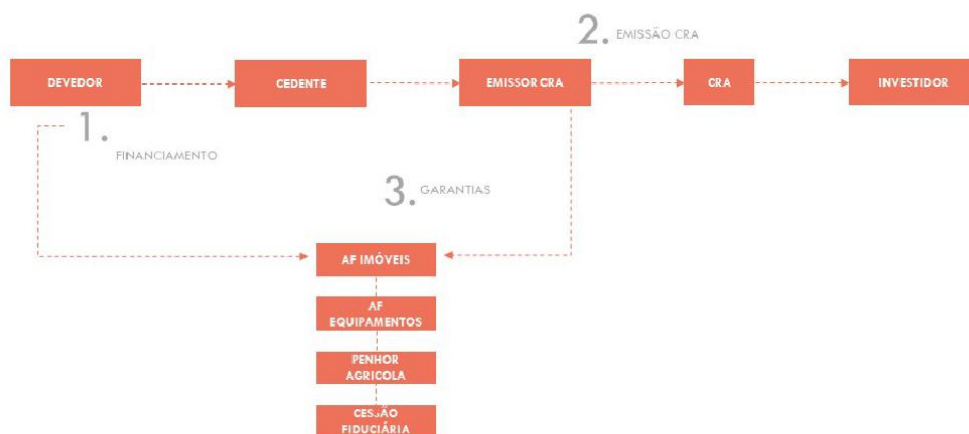 2. EMISSÃO CRA
DEVEDOR
CEDENTE
EMISSOR CRA
CRA
INVESTIDOR
1.
FINANCIAMENTO
3. GARANTIAS
AF IMÓVEIS
AF
EQUIPAMENTOS
PENHOR
AGRICOLA
CESSÃO
FIDUCIÁRIA